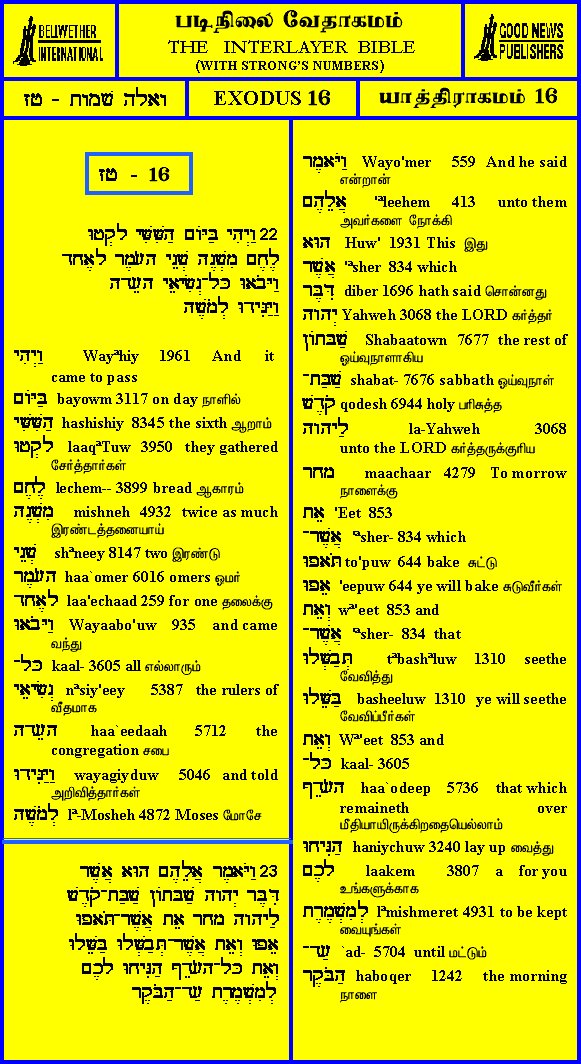 BELLWETHER
INTERNATIONAL
படிநிலை வேதாகமம்
THE INTERLAYER BIBLE
(WITH STRONG'S NUMBERS)
GOOD NEWS
PUBLISHERS
ואלה שמות - טז
EXODUS 16
யாத்திராகமம் 16
טז - 16
22 וַיְהִי בַּיּוֹם הַשִּׁשִּׁי לָקְטוּ
לֶחֶם מִשְׁנֶה שְׁנֵי הָעֹמֶר לָאֶחָד
וַיָּבֹאוּ כָּל־נְשִׂיאֵי הָעֵדָה
וַיַּגִּידוּ לְמֹשֶׁה
וַיְהִי Wayᵊhiy 1961 And it
came to pass
בַּיּוֹם bayowm 3117 on day நாளில்
הַשִּׁשִּׁי hashishiy 8345 the sixth ஆறாம்
לָקְטוּ laaqᵊTuw 3950 they gathered
சேர்த்தார்கள்
לֶחֶם lechem-- 3899 bread ஆகாரம்
מִשְׁנֶה mishneh 4932 twice as much
இரண்டத்தனையாய்
שְׁנֵי shᵊneey 8147 two இரண்டு
הָעֹמֶר haa`omer 6016 omers ஓமர்
לָאֶחָד laa'echaad 259 for one தலைக்கு
וַיָּבֹאוּ Wayaabo'uw 935 and came
வந்து
כָּל־ kaal- 3605 all எல்லாரும்
נְשִׂיאֵי nᵊsiy'eey 5387 the rulers of
வீதமாக
הָעֵדָה haa`eedaah 5712 the
congregation சபை
וַיַּגִּידוּ wayagiyduw 5046 and told
அறிவித்தார்கள்
לְמֹשֶׁה lᵊ-Mosheh 4872 Moses மோசே
23 וַיֹּאמֶר אֲלֵהֶם הוּא אֲשֶׁר
דִּבֶּר יְהוָה שַׁבָּתוֹן שַׁבַּת־קֹדֶשׁ
לַיהוָה מָחָר אֵת אֲשֶׁר־תֹּאפוּ
אֵפוּ וְאֵת אֲשֶׁר־תְּבַשְּׁלוּ בַּשֵּׁלוּ
וְאֵת כָּל־הָעֹדֵף הַנִּיחוּ לָכֶם
לְמִשְׁמֶרֶת עַד־הַבֹּקֶר
וַיֹּאמֶר Wayo'mer 559 And he said
என்றான்
אֲלֵהֶם 'ᵃleehem 413 unto them
அவர்களை நோக்கி
הוּא Huw' 1931 This இது
אֲשֶׁר 'ᵃsher 834 which
דִּבֶּר diber 1696 hath said சொன்னது
יְהוָה Yahweh 3068 the LORD கர்த்தர்
שַׁבָּתוֹן Shabaatown 7677 the rest of
ஓய்வுநாளாகிய
שַׁבַּת־ shabat- 7676 sabbath ஓய்வுநாள்
קֹדֶשׁ qodesh 6944 holy பரிசுத்த
לַיהוָה la-Yahweh 3068
unto the LORD கர்த்தருக்குரிய
מָחָר maachaar 4279 To morrow
நாளைக்கு
אֵת 'Eet 853
אֲשֶׁר־ 'ᵃsher- 834 which
תֹּאפוּ to'puw 644 bake சுட்டு
אֵפוּ 'eepuw 644 ye will bake சுடுவீர்கள்
וְאֵת wᵊ'eet 853 and
אֲשֶׁר־ 'ᵃsher- 834 that
תְּבַשְּׁלוּ tᵊbashᵊluw 1310 seethe
வேவித்து
בַּשֵּׁלוּ basheeluw 1310 ye will seethe
வேவிப்பீர்கள்
וְאֵת Wᵊ'eet 853 and
כָּל־ kaal- 3605
הָעֹדֵף haa`odeep 5736 that which
remaineth over
மீதியாயிருக்கிறதையெல்லாம்
הַנִּיחוּ haniychuw 3240 lay up வைத்து
לָכֶם laakem 3807 a for you
உங்களுக்காக
לְמִשְׁמֶרֶת lᵊmishmeret 4931 to be kept
வையுங்கள்
עַד־ `ad- 5704 until மட்டும்
הַבֹּקֶר haboqer 1242 the morning
நாளை